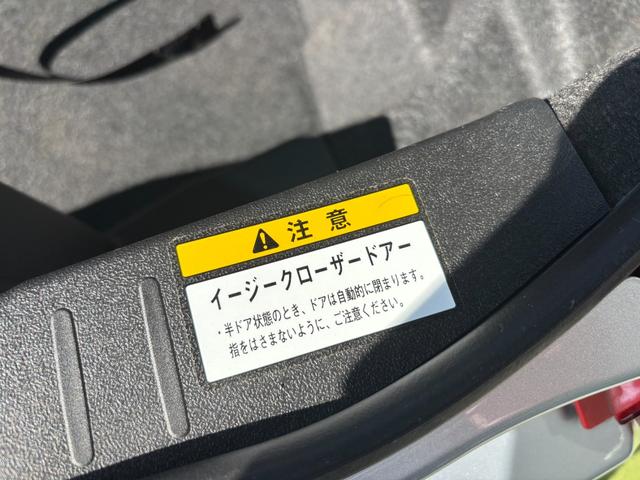 注意
イージークローザードアー
・半ドア状態のとき、ドアは自動的に閉まります。
指をはさまないように、ご注意ください。